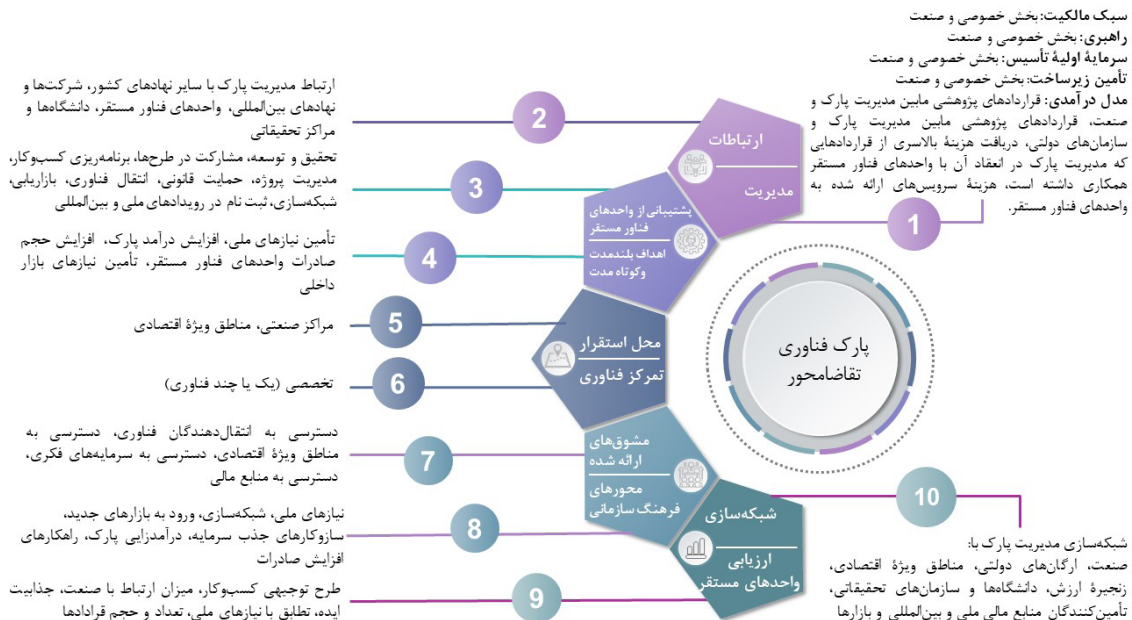 سبک مالکیت: بخش خصوصی و صنعت
راهبری: بخش خصوصی و صنعت
سرمایهٔ اولیهٔ تأسیس: بخش خصوصی و صنعت
تأمین زیرساخت: بخش خصوصی و صنعت
مدل درآمدی: قراردادهای پژوهشی مابین مدیریت پارک و
صنعت، قراردادهای پژوهشی مابین مدیریت پارک و
سازمان‌های دولتی، دریافت هزینهٔ بالاسری از قراردادهایی
که مدیریت پارک در انعقاد آن با واحدهای فناور مستقر
همکاری داشته است، هزینهٔ سرویس‌های ارائه شده به
واحدهای فناور مستقر.
1
ارتباطات
مدیریت
2
ارتباط مدیریت پارک با سایر نهادهای کشور، شرکت‌ها و
نهادهای بین‌المللی، واحدهای فناور مستقر، دانشگاه‌ها و
مراکز تحقیقاتی
3
تحقیق و توسعه، مشارکت در طرح‌ها، برنامه‌ریزی کسب‌وکار،
مدیریت پروژه، حمایت قانونی، انتقال فناوری، بازاریابی،
شبکه‌سازی، ثبت نام در رویدادهای ملی و بین‌المللی
پشتیبانی از واحدهای
فناور مستقر
اهداف بلندمدت
وکوتاه مدت
4
تأمین نیازهای ملی، افزایش درآمد پارک، افزایش حجم
صادرات واحدهای فناور مستقر، تأمین نیازهای بازار
داخلی
5
مراکز صنعتی، مناطق ویژهٔ اقتصادی
محل استقرار
تمرکز فناوری
6
تخصصی (یک یا چند فناوری)
پارک فناوری
تقاضامحور
7
دسترسی به انتقال‌دهندگان فناوری، دسترسی به
مناطق ویژهٔ اقتصادی، دسترسی به سرمایه‌های فکری،
دسترسی به منابع مالی
مشوق‌های
ارائه شده
محورهای
فرهنگ سازمانی
8
نیازهای ملی، شبکه‌سازی، ورود به بازارهای جدید،
سازوکارهای جذب سرمایه، درآمدزایی پارک، راهکارهای
افزایش صادرات
شبکه‌سازی
ارزیابی
واحدهای مستقر
9
طرح توجیهی کسب‌وکار، میزان ارتباط با صنعت، جذابیت
ایده، تطابق با نیازهای ملی، تعداد و حجم قرادادها
10
شبکه‌سازی مدیریت پارک با:
صنعت، ارگان‌های دولتی، مناطق ویژهٔ اقتصادی،
زنجیرهٔ ارزش، دانشگاه‌ها و سازمان‌های تحقیقاتی،
تأمین‌کنندگان منابع مالی ملی و بین‌المللی و بازارها